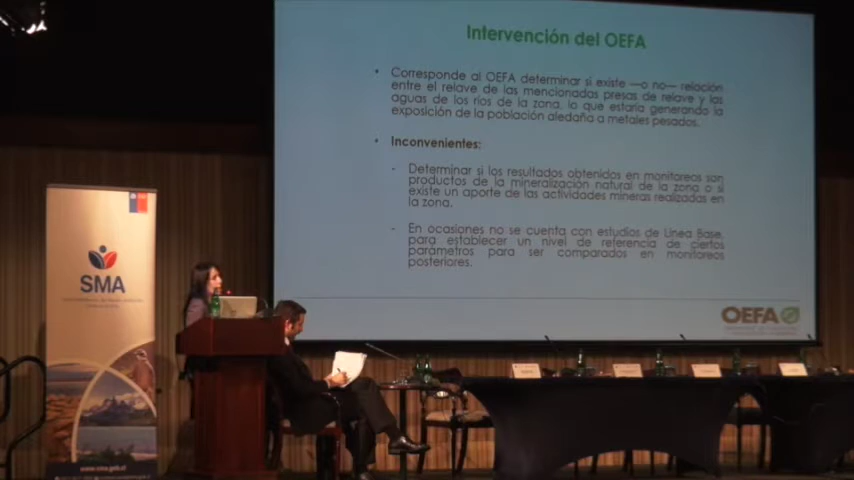 Intervención del OEFA
• Corresponde al OEFA determinar si existe —o no— relación
entre el relave de las mencionadas presas de relave y las
aguas de los ríos de la zona, lo que estaría generando la
exposición de la población aledaña a metales pesados.
• Inconvenientes:
- Determinar si los resultados obtenidos en monitoreos son
productos de la mineralización natural de la zona o si
existe un aporte de las actividades mineras realizadas en
la zona.
- En ocasiones no se cuenta con estudios de Línea Base,
para establecer un nivel de referencia de ciertos
parámetros para ser comparados en monitoreos
posteriores.
OEFA
SMA
www.sma.gob.cl